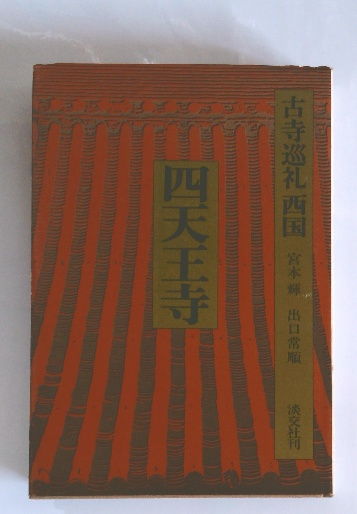 古寺巡礼 西国
宮本輝 出口常順
淡交社刊
四天王寺